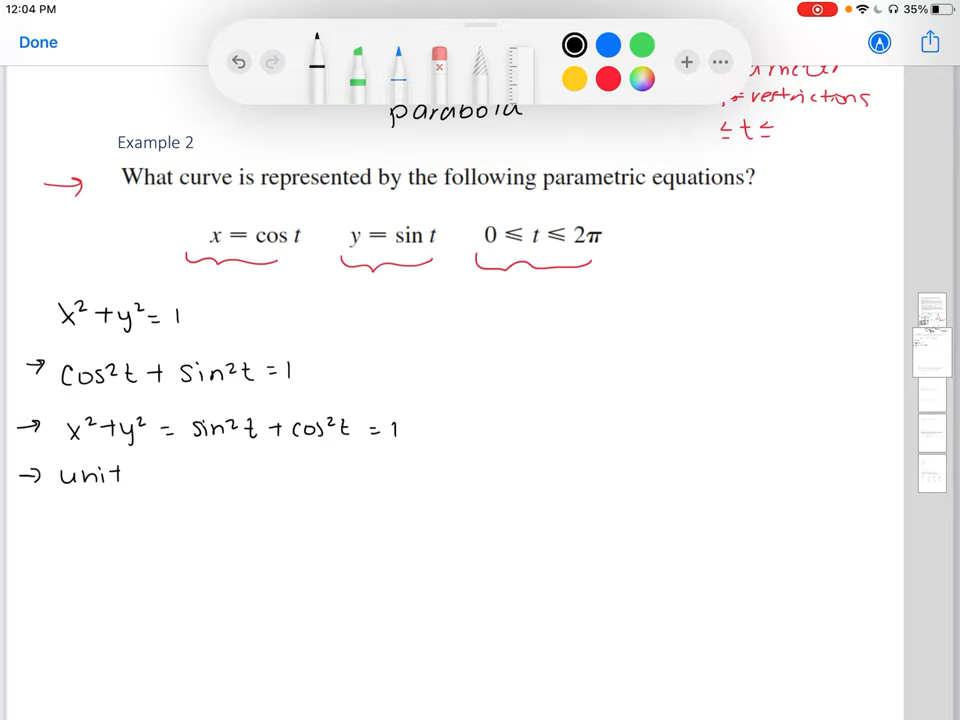 12:04 PM
35%
Done
restrictions
≤ t ≤
parabola
Example 2
What curve is represented by the following parametric equations?
x = cos t y = sin t 0 ≤ t ≤ 2π
x² + y² = 1
→ cos²t + sin²t = 1
→ x² + y² = sin²t + cos²t = 1
→ unit